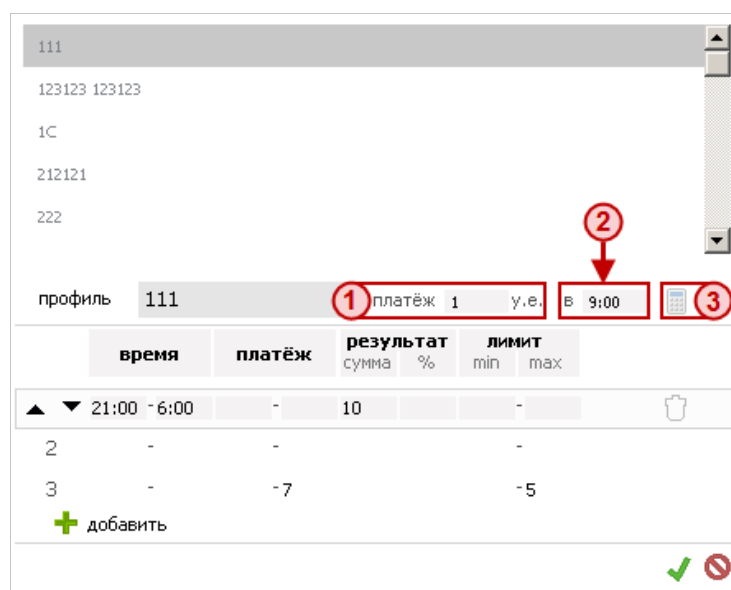 111
123123 123123
1C
212121
222
2
профиль 111 1 платёж 1 у.е. в 9:00 3
время платёж результат лимит
сумма % min max
21:00 - 6:00 - 10 -
2 - - -
3 - - 7 - 5
добавить